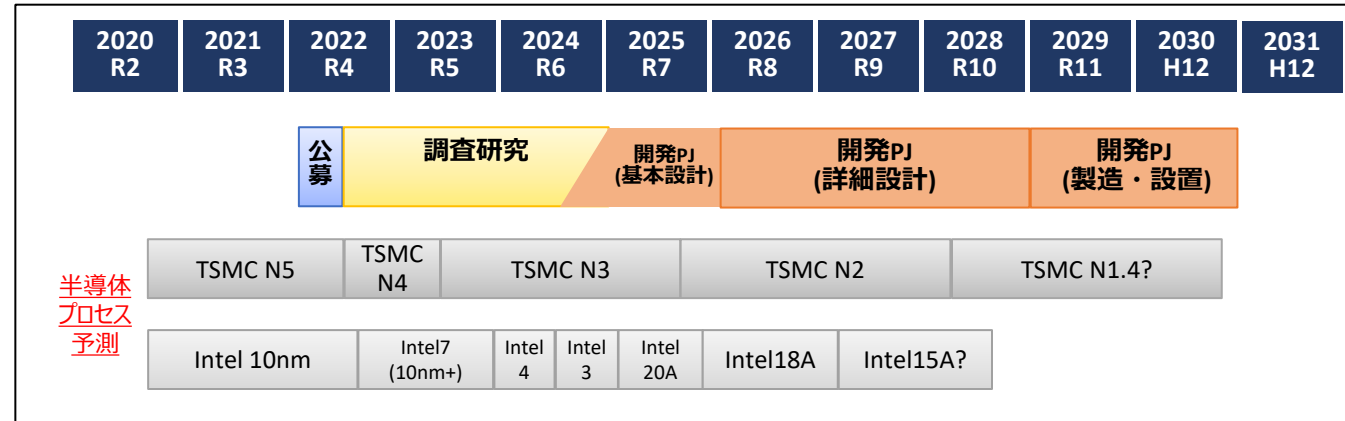 2020
R2
2021
R3
2022
R4
2023
R5
2024
R6
2025
R7
2026
R8
2027
R9
2028
R10
2029
R11
2030
H12
2031
H12
公
募
調査研究
開発PJ
(基本設計)
開発PJ
(詳細設計)
開発PJ
(製造・設置)
半導体
プロセス
予測
TSMC N5
TSMC
N4
TSMC N3
TSMC N2
TSMC N1.4?
Intel 10nm
Intel7
(10nm+)
Intel
4
Intel
3
Intel
20A
Intel18A
Intel15A?